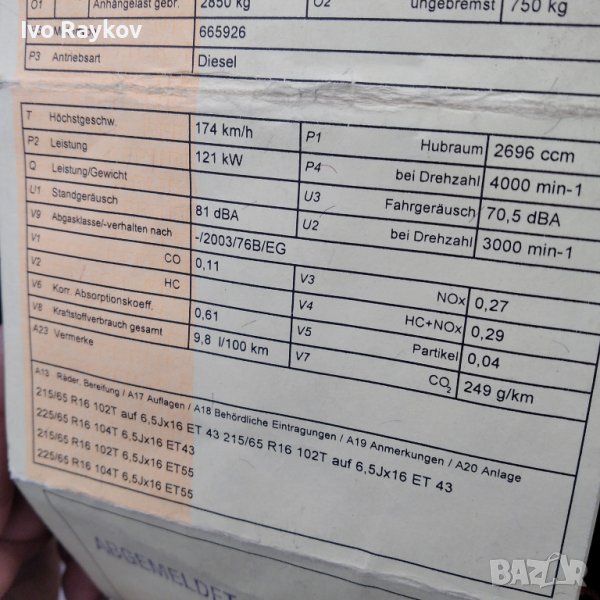 O1 Anhängelast gebr. 2850 kg O2 ungebremst 750 kg
Ivo Raykov
665926
P3 Antriebsart Diesel
T Höchstgeschw. 174 km/h P1 Hubraum 2696 ccm
P2 Leistung 121 kW P4 bei Drehzahl 4000 min-1
Q Leistung/Gewicht U3 Fahrgeräusch 70,5 dBA
U1 Standgeräusch 81 dBA U2 bei Drehzahl 3000 min-1
V9 Abgasklasse/-verhalten nach -/2003/76B/EG
V1 CO 0,11 V3 NOx 0,27
V2 HC V4 HC+NOx 0,29
V6 Korr. Absorptionskoeff. 0,61 V5 Partikel 0,04
V8 Kraftstoffverbrauch gesamt 9,8 l/100 km V7 CO2 249 g/km
A23 Vermerke
A13 Räder, Bereifung / A17 Auflagen / A18 Behördliche Eintragungen / A19 Anmerkungen / A20 Anlage
215/65 R16 102T auf 6,5Jx16 ET 43 215/65 R16 102T auf 6,5Jx16 ET 43
225/65 R16 104T 6,5Jx16 ET43
215/65 R16 102T 6,5Jx16 ET55
225/65 R16 104T 6,5Jx16 ET55
ABGEMELDET
bazar.bg